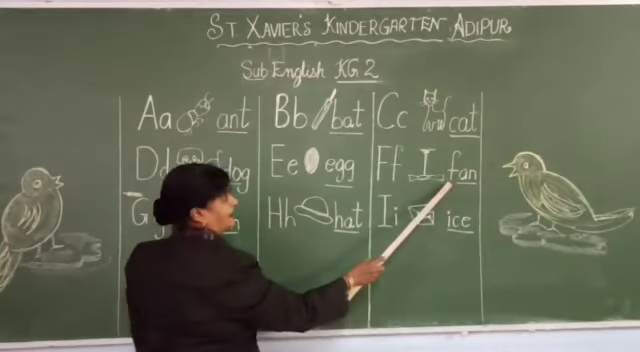 ST. XAVIER'S KINDERGARTEN ADIPUR
Sub English KG 2
Aa ant Bb bat Cc cat
Dd Ee egg Ff fan
G Hh hat Ii ice